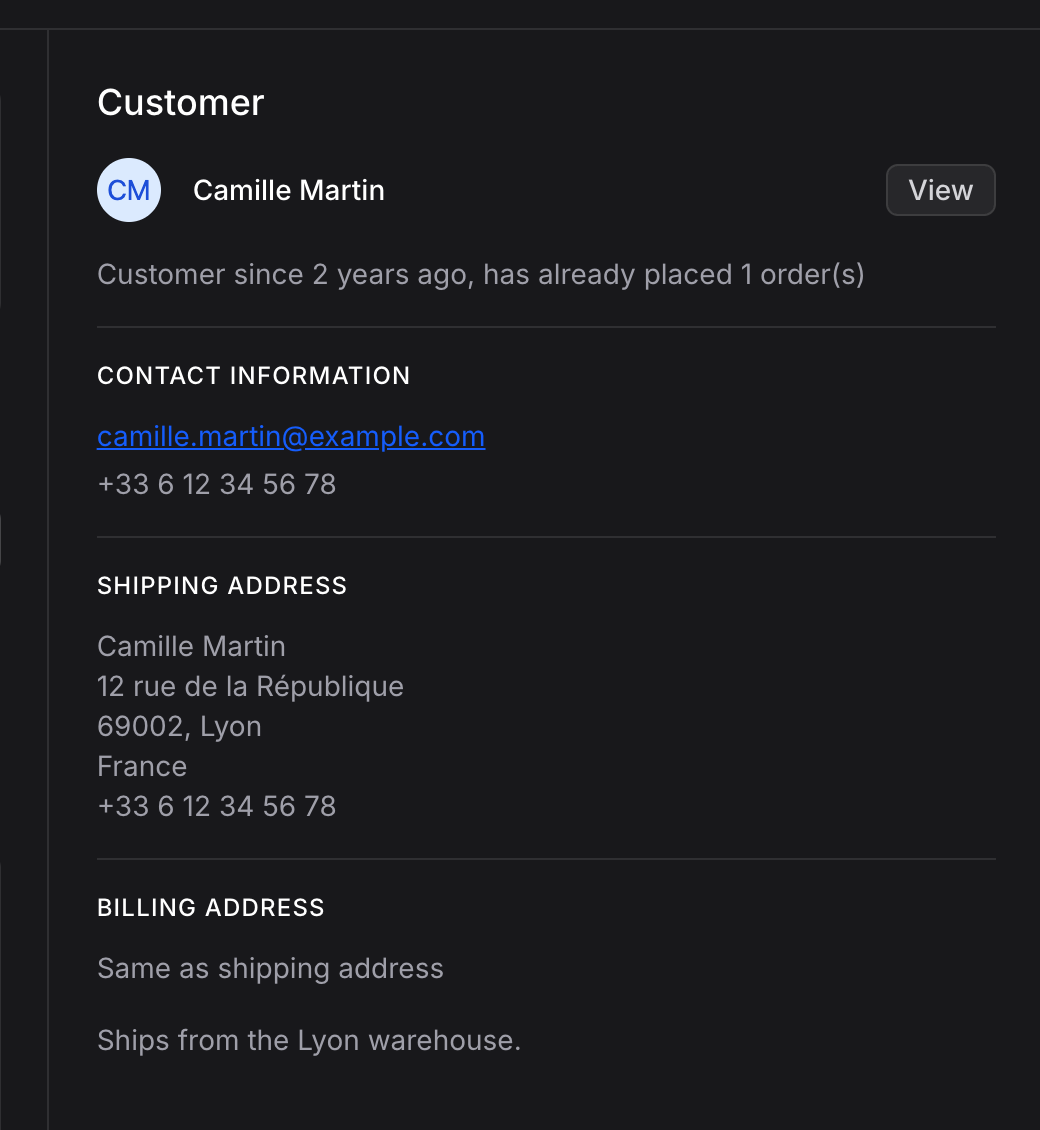 Customer
CM
Camille Martin
View
Customer since 2 years ago, has already placed 1 order(s)
CONTACT INFORMATION
camille.martin@example.com
+33 6 12 34 56 78
SHIPPING ADDRESS
Camille Martin
12 rue de la République
69002, Lyon
France
+33 6 12 34 56 78
BILLING ADDRESS
Same as shipping address
Ships from the Lyon warehouse.